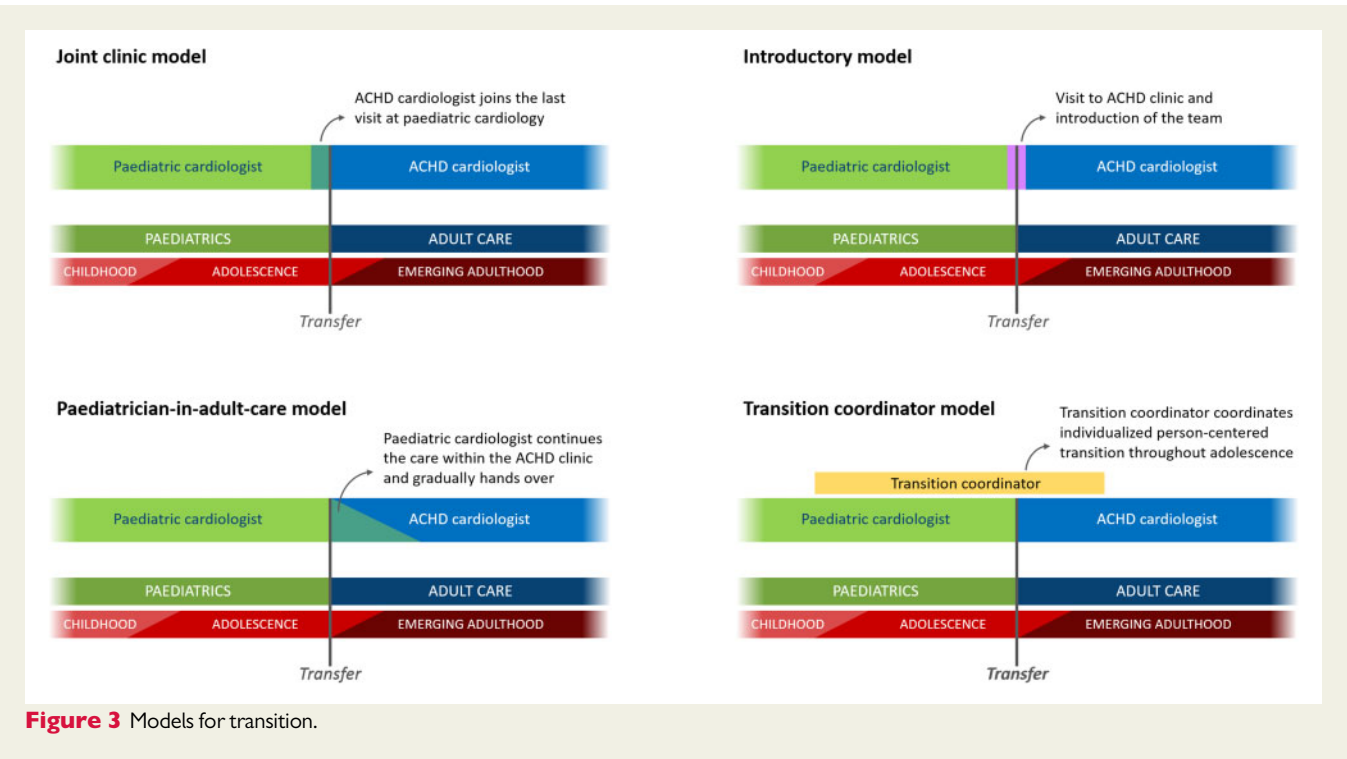 Joint clinic model
ACHD cardiologist joins the last
visit at paediatric cardiology
Paediatric cardiologist
ACHD cardiologist
PAEDIATRICS
ADULT CARE
CHILDHOOD
ADOLESCENCE
EMERGING ADULTHOOD
Transfer
Introductory model
Visit to ACHD clinic and
introduction of the team
Paediatric cardiologist
ACHD cardiologist
PAEDIATRICS
ADULT CARE
CHILDHOOD
ADOLESCENCE
EMERGING ADULTHOOD
Transfer
Paediatrician-in-adult-care model
Paediatric cardiologist continues
the care within the ACHD clinic
and gradually hands over
Paediatric cardiologist
ACHD cardiologist
PAEDIATRICS
ADULT CARE
CHILDHOOD
ADOLESCENCE
EMERGING ADULTHOOD
Transfer
Transition coordinator model
Transition coordinator coordinates
individualized person-centered
transition throughout adolescence
Transition coordinator
Paediatric cardiologist
ACHD cardiologist
PAEDIATRICS
ADULT CARE
CHILDHOOD
ADOLESCENCE
EMERGING ADULTHOOD
Transfer
Figure 3 Models for transition.